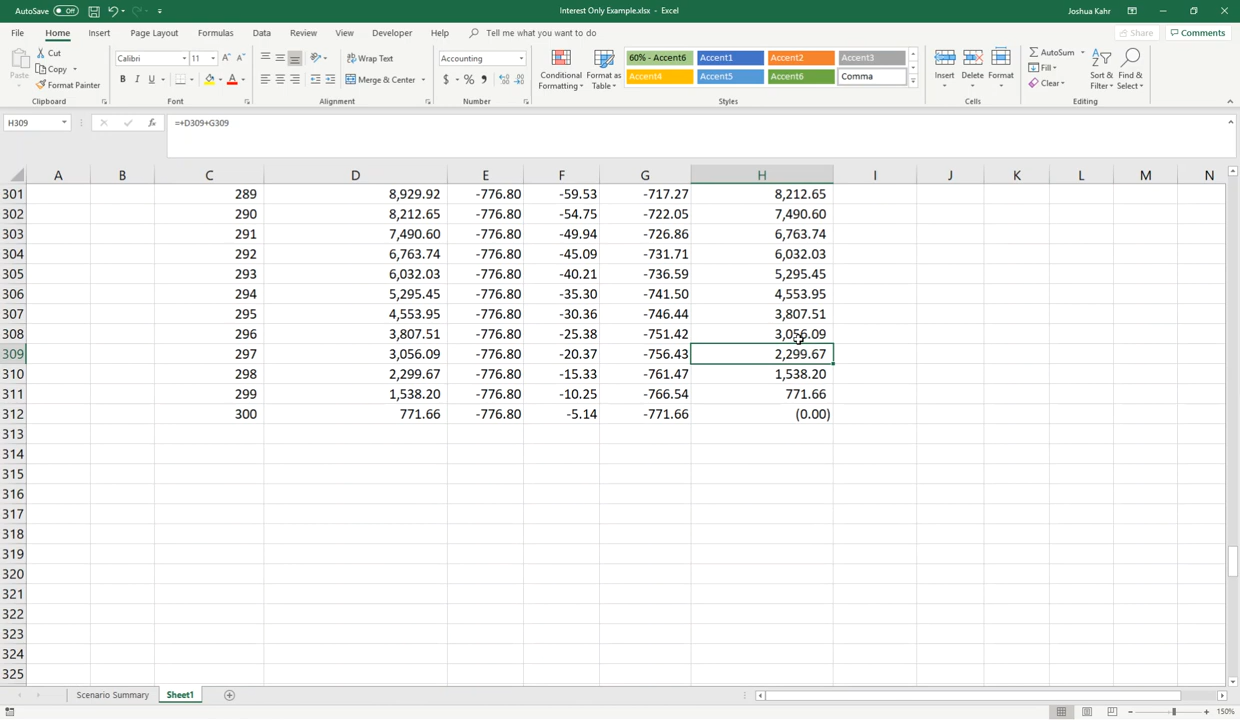 AutoSave Off
Interest Only Example.xlsx - Excel
Joshua Kahr
File Home Insert Page Layout Formulas Data Review View Developer Help Tell me what you want to do
Share Comments
Paste
Cut
Copy
Format Painter
Clipboard
Calibri 11
B I U
Font
Wrap Text
Merge & Center
Alignment
Accounting
$ % ,
Number
Conditional Formatting
Format as Table
60% - Accent6 Accent1 Accent2 Accent3
Accent4 Accent5 Accent6 Comma
Styles
Insert Delete Format
Cells
AutoSum
Fill
Clear
Sort & Filter
Find & Select
Editing
H309 fx =+D309+G309
A B C D E F G H I J K L M N
301 289 8,929.92 -776.80 -59.53 -717.27 8,212.65
302 290 8,212.65 -776.80 -54.75 -722.05 7,490.60
303 291 7,490.60 -776.80 -49.94 -726.86 6,763.74
304 292 6,763.74 -776.80 -45.09 -731.71 6,032.03
305 293 6,032.03 -776.80 -40.21 -736.59 5,295.45
306 294 5,295.45 -776.80 -35.30 -741.50 4,553.95
307 295 4,553.95 -776.80 -30.36 -746.44 3,807.51
308 296 3,807.51 -776.80 -25.38 -751.42 3,056.09
309 297 3,056.09 -776.80 -20.37 -756.43 2,299.67
310 298 2,299.67 -776.80 -15.33 -761.47 1,538.20
311 299 1,538.20 -776.80 -10.25 -766.54 771.66
312 300 771.66 -776.80 -5.14 -771.66 (0.00)
313
314
315
316
317
318
319
320
321
322
323
324
325
Scenario Summary Sheet1
150%